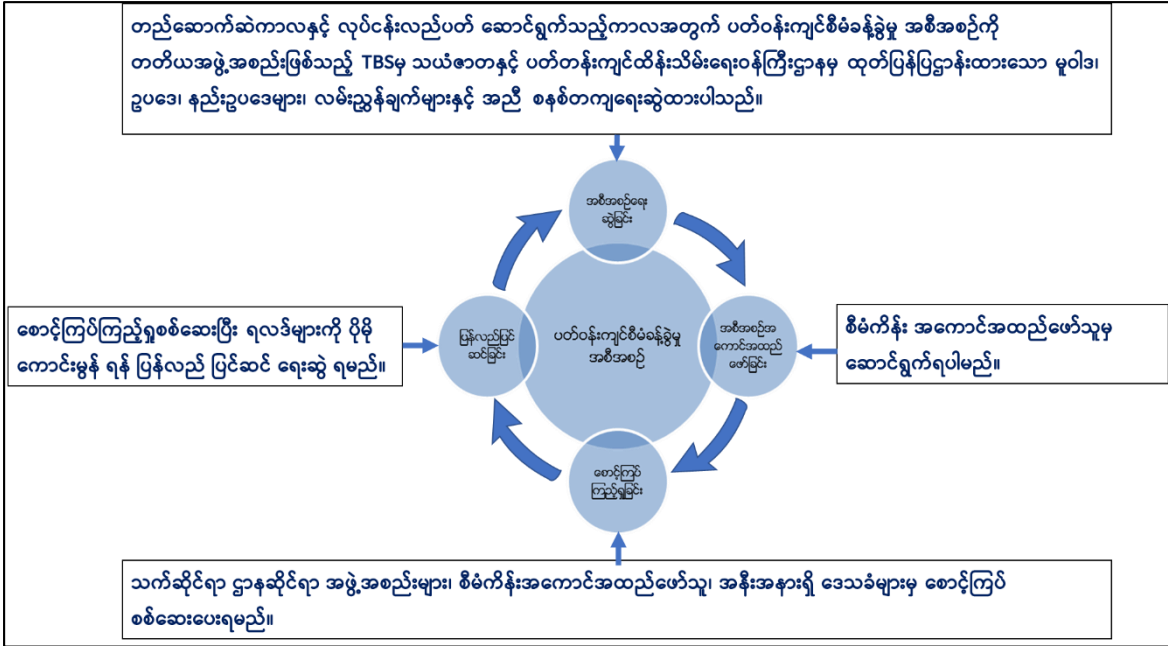 တည်ဆောက်ဆဲကာလနှင့် လုပ်ငန်းလည်ပတ် ဆောင်ရွက်သည့်ကာလအတွက် ပတ်ဝန်းကျင်စီမံခန့်ခွဲမှု အစီအစဉ်ကို
တတိယအဖွဲ့အစည်းဖြစ်သည့် TBSမှ သယံဇာတနှင့် ပတ်တန်းကျင်ထိန်းသိမ်းရေးဝန်ကြီးဌာနမှ ထုတ်ပြန်ပြဌာန်းထားသော မူဝါဒ၊
ဥပဒေ၊ နည်းဥပဒေများ၊ လမ်းညွှန်ချက်များနှင့် အညီ စနစ်တကျရေးဆွဲထားပါသည်။
အစီအစဉ်ရေး
ဆွဲခြင်း
စောင့်ကြပ်ကြည့်ရှုစစ်ဆေးပြီး ရလဒ်များကို ပိုမို
ကောင်းမွန် ရန် ပြန်လည် ပြင်ဆင် ရေးဆွဲ ရမည်။
ပြန်လည်ပြင်
ဆင်ခြင်း
ပတ်ဝန်းကျင်စီမံခန့်ခွဲမှု
အစီအစဉ်
အစီအစဉ်အ
ကောင်အထည်
ဖော်ခြင်း
စီမံကိန်း အကောင်အထည်ဖော်သူမှ
ဆောင်ရွက်ရပါမည်။
စောင့်ကြပ်
ကြည့်ရှုခြင်း
သက်ဆိုင်ရာ ဌာနဆိုင်ရာ အဖွဲ့အစည်းများ၊ စီမံကိန်းအကောင်အထည်ဖော်သူ၊ အနီးအနားရှိ ဒေသခံများမှ စောင့်ကြပ်
စစ်ဆေးပေးရမည်။